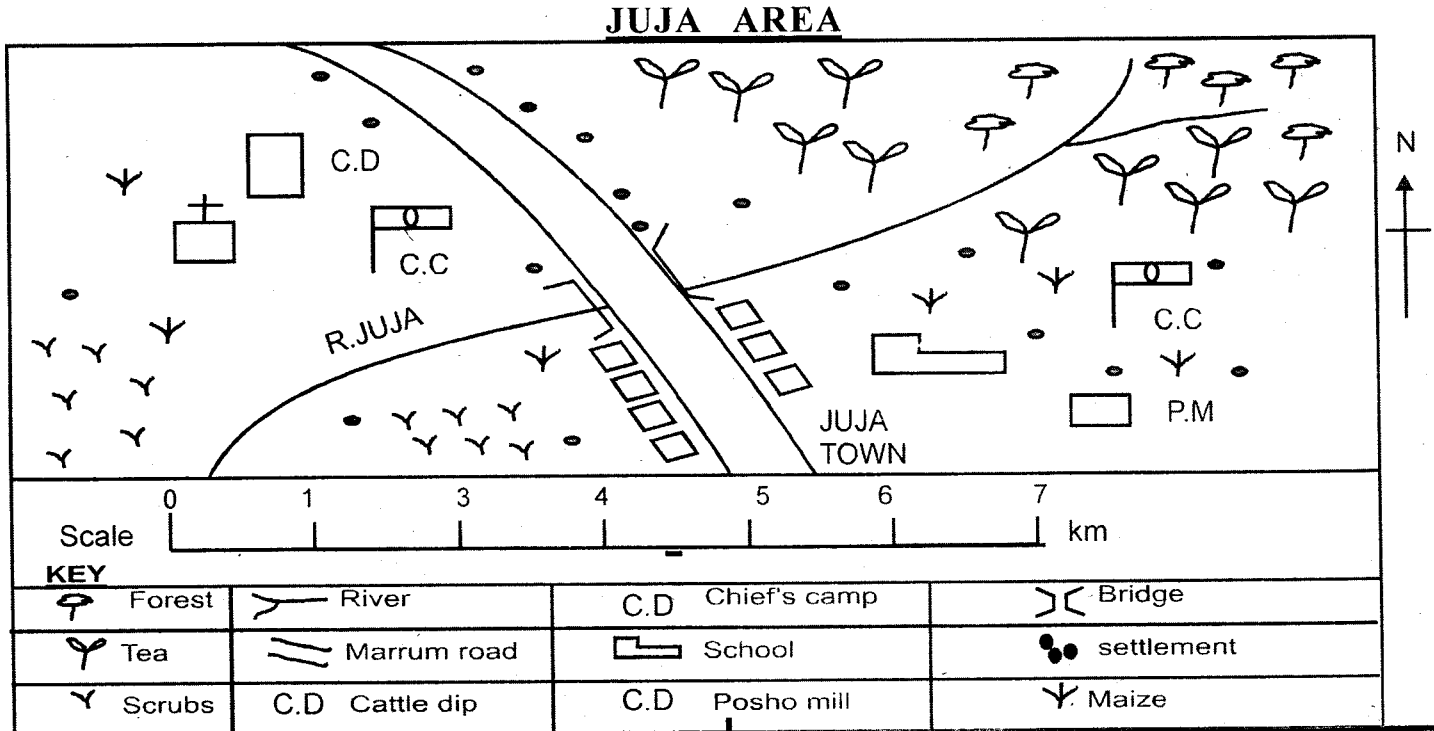 JUJA AREA
N
C.D
C.C
R.JUJA
C.C
P.M
JUJA
TOWN
0 1 3 4 5 6 7
Scale km
KEY
Forest River C.D Chief's camp Bridge
Tea Marrum road School settlement
Scrubs C.D Cattle dip C.D Posho mill Maize